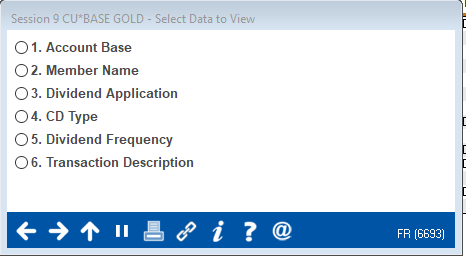 Session 9 CU*BASE GOLD - Select Data to View
1. Account Base
2. Member Name
3. Dividend Application
4. CD Type
5. Dividend Frequency
6. Transaction Description
i ? @
FR (6693)